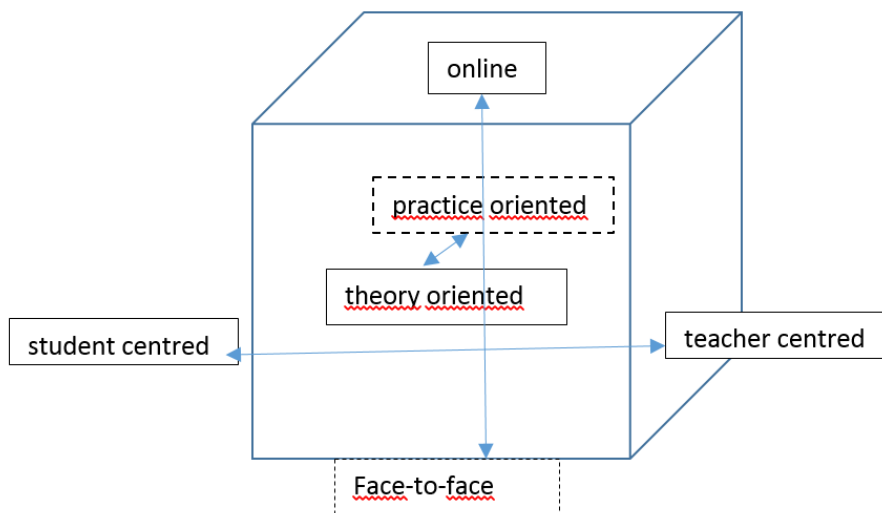 online
practice oriented
theory oriented
student centred
teacher centred
Face-to-face